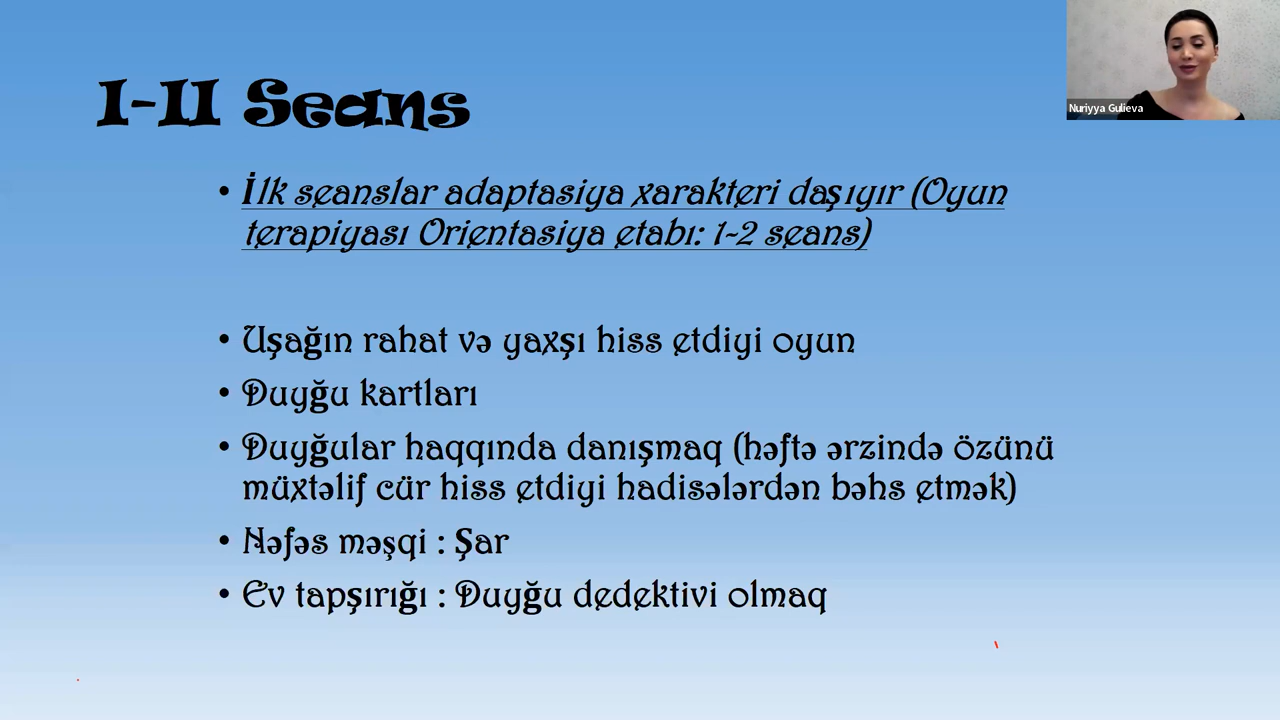 I-II Seans
Nuriyya Gulieva
• İlk seanslar adaptasiya xarakteri daşıyır (Oyun
terapiyası Orientasiya etabı: 1-2 seans)
• Uşağın rahat və yaxşı hiss etdiyi oyun
• Duyğu kartları
• Duyğular haqqında danışmaq (həftə ərzində özünü
müxtəlif cür hiss etdiyi hadisələrdən bəhs etmək)
• Nəfəs məşqi : Şar
• Ev tapşırığı : Duyğu dedektivi olmaq